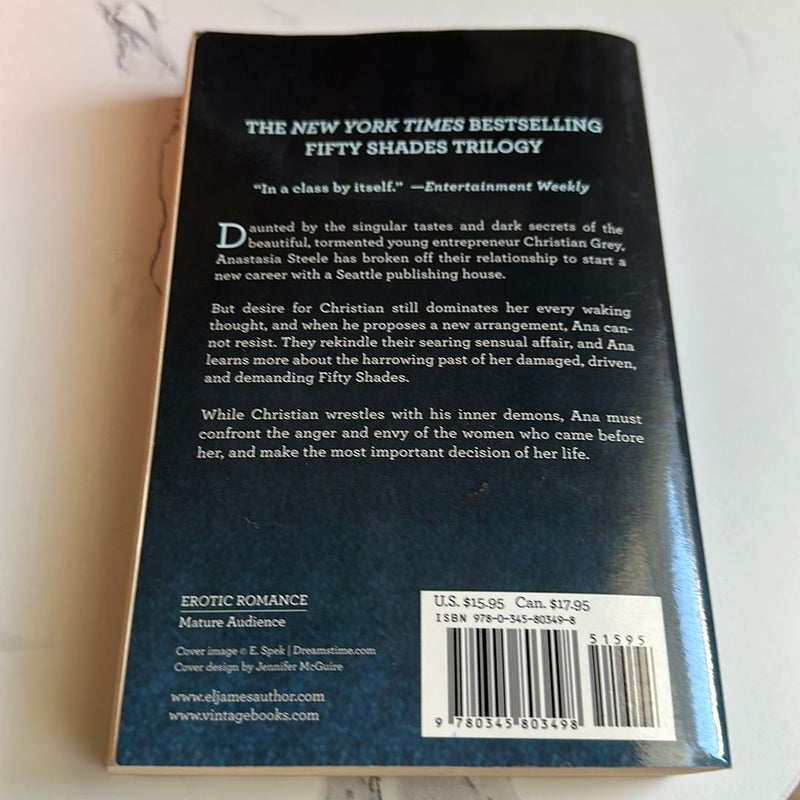 THE NEW YORK TIMES BESTSELLING
FIFTY SHADES TRILOGY
“In a class by itself.” —Entertainment Weekly
Daunted by the singular tastes and dark secrets of the
beautiful, tormented young entrepreneur Christian Grey,
Anastasia Steele has broken off their relationship to start a
new career with a Seattle publishing house.
But desire for Christian still dominates her every waking
thought, and when he proposes a new arrangement, Ana can-
not resist. They rekindle their searing sensual affair, and Ana
learns more about the harrowing past of her damaged, driven,
and demanding Fifty Shades.
While Christian wrestles with his inner demons, Ana must
confront the anger and envy of the women who came before
her, and make the most important decision of her life.
EROTIC ROMANCE
Mature Audience
Cover image © E. Spek | Dreamstime.com
Cover design by Jennifer McGuire
www.eljamesauthor.com
www.vintagebooks.com
U.S. $15.95 Can. $17.95
ISBN 978-0-345-80349-8
51595
9 780345 803498